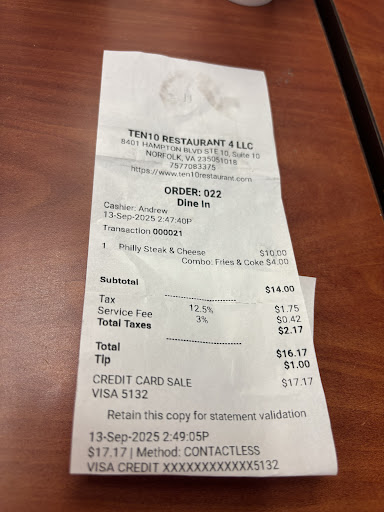 TEN10 RESTAURANT 4 LLC
8401 HAMPTON BLVD STE 10, Suite 10
NORFOLK, VA 235051018
7577083375
https://www.ten10restaurant.com
ORDER: 022
Dine In
Cashier: Andrew
13-Sep-2025 2:47:40P
Transaction 000021
1 Philly Steak & Cheese $10.00
Combo: Fries & Coke $4.00
Subtotal $14.00
Tax 12.5% $1.75
Service Fee 3% $0.42
Total Taxes $2.17
Total $16.17
Tip $1.00
CREDIT CARD SALE $17.17
VISA 5132
Retain this copy for statement validation
13-Sep-2025 2:49:05P
$17.17 | Method: CONTACTLESS
VISA CREDIT XXXXXXXXXXXX5132